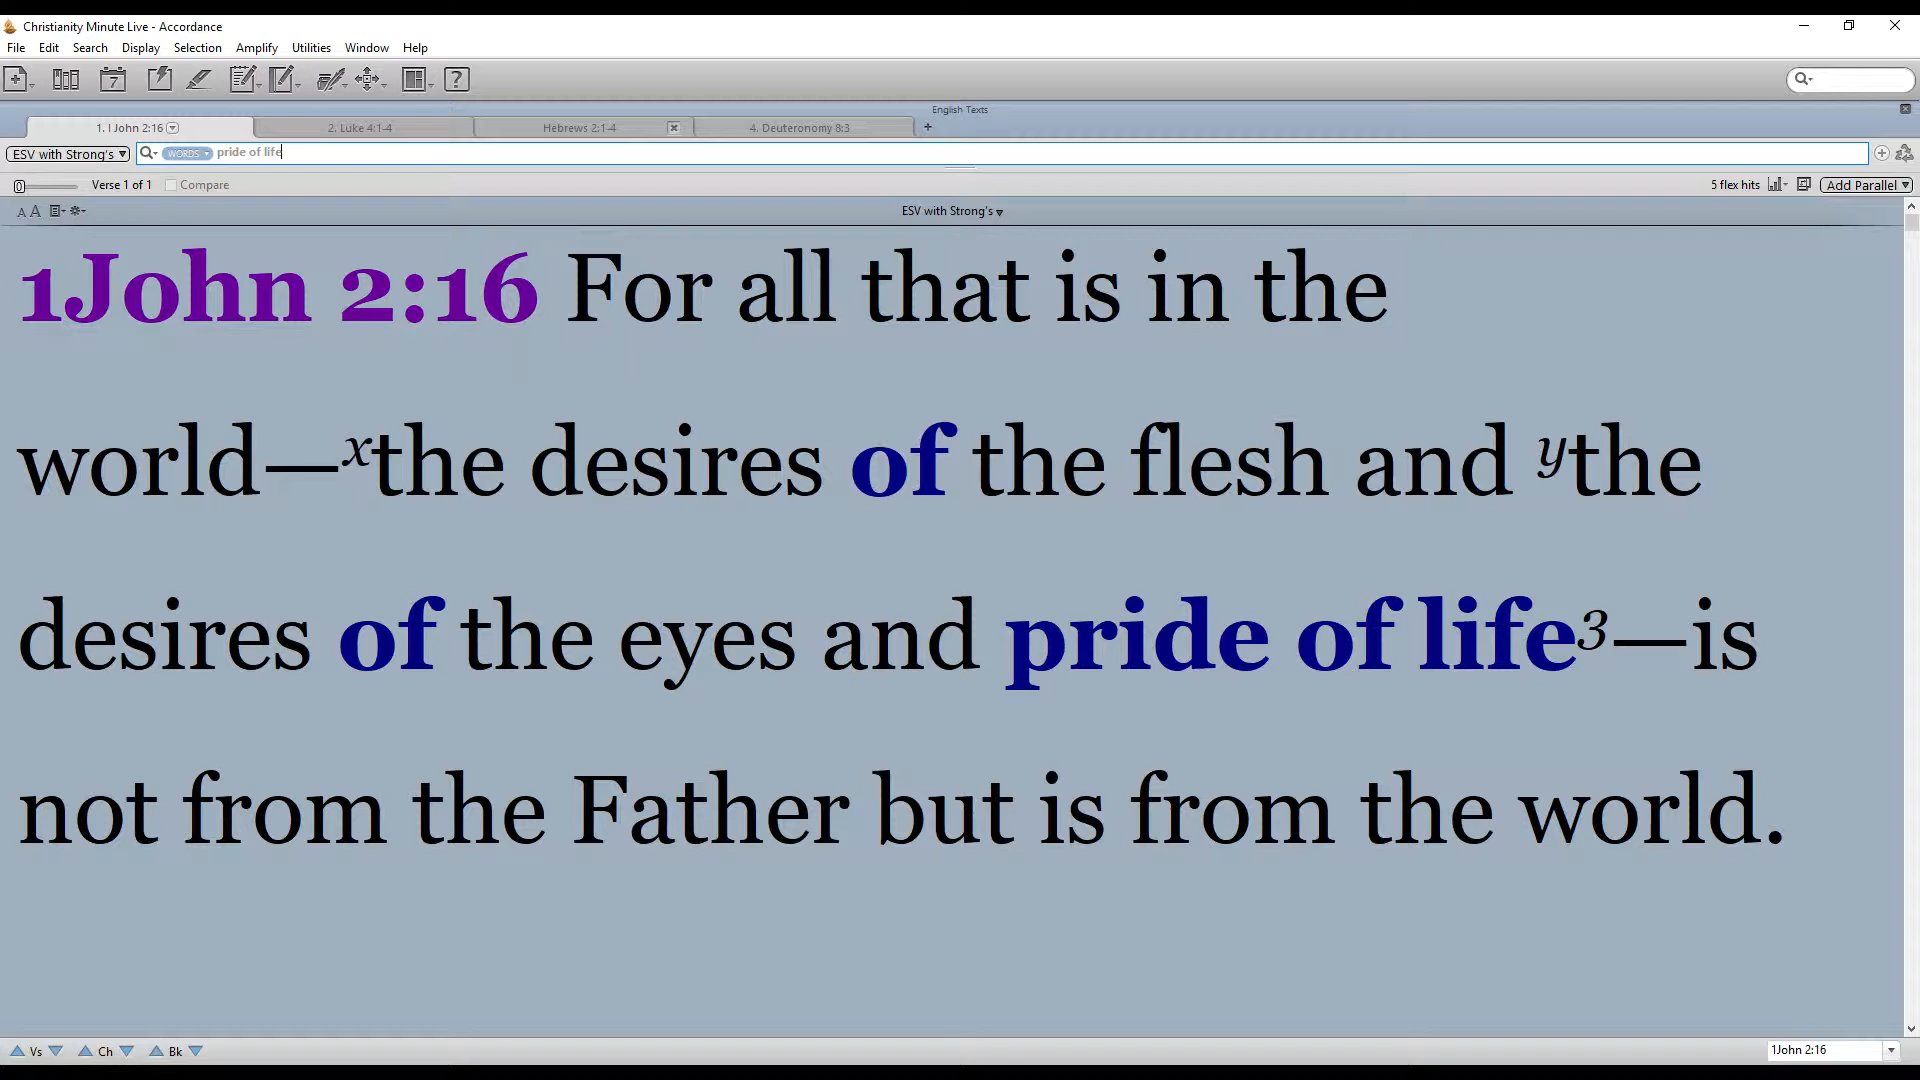 Christianity Minute Live - Accordance
File Edit Search Display Selection Amplify Utilities Window Help
7 ?
English Texts
1. I John 2:16 2. Luke 4:1-4 Hebrews 2:1-4 4. Deuteronomy 8:3 +
ESV with Strong's WORDS pride of life
0 Verse 1 of 1 Compare 5 flex hits Add Parallel
A A ESV with Strong's
1John 2:16 For all that is in the
world—xthe desires of the flesh and ythe
desires of the eyes and pride of life3—is
not from the Father but is from the world.
Vs Ch Bk 1John 2:16